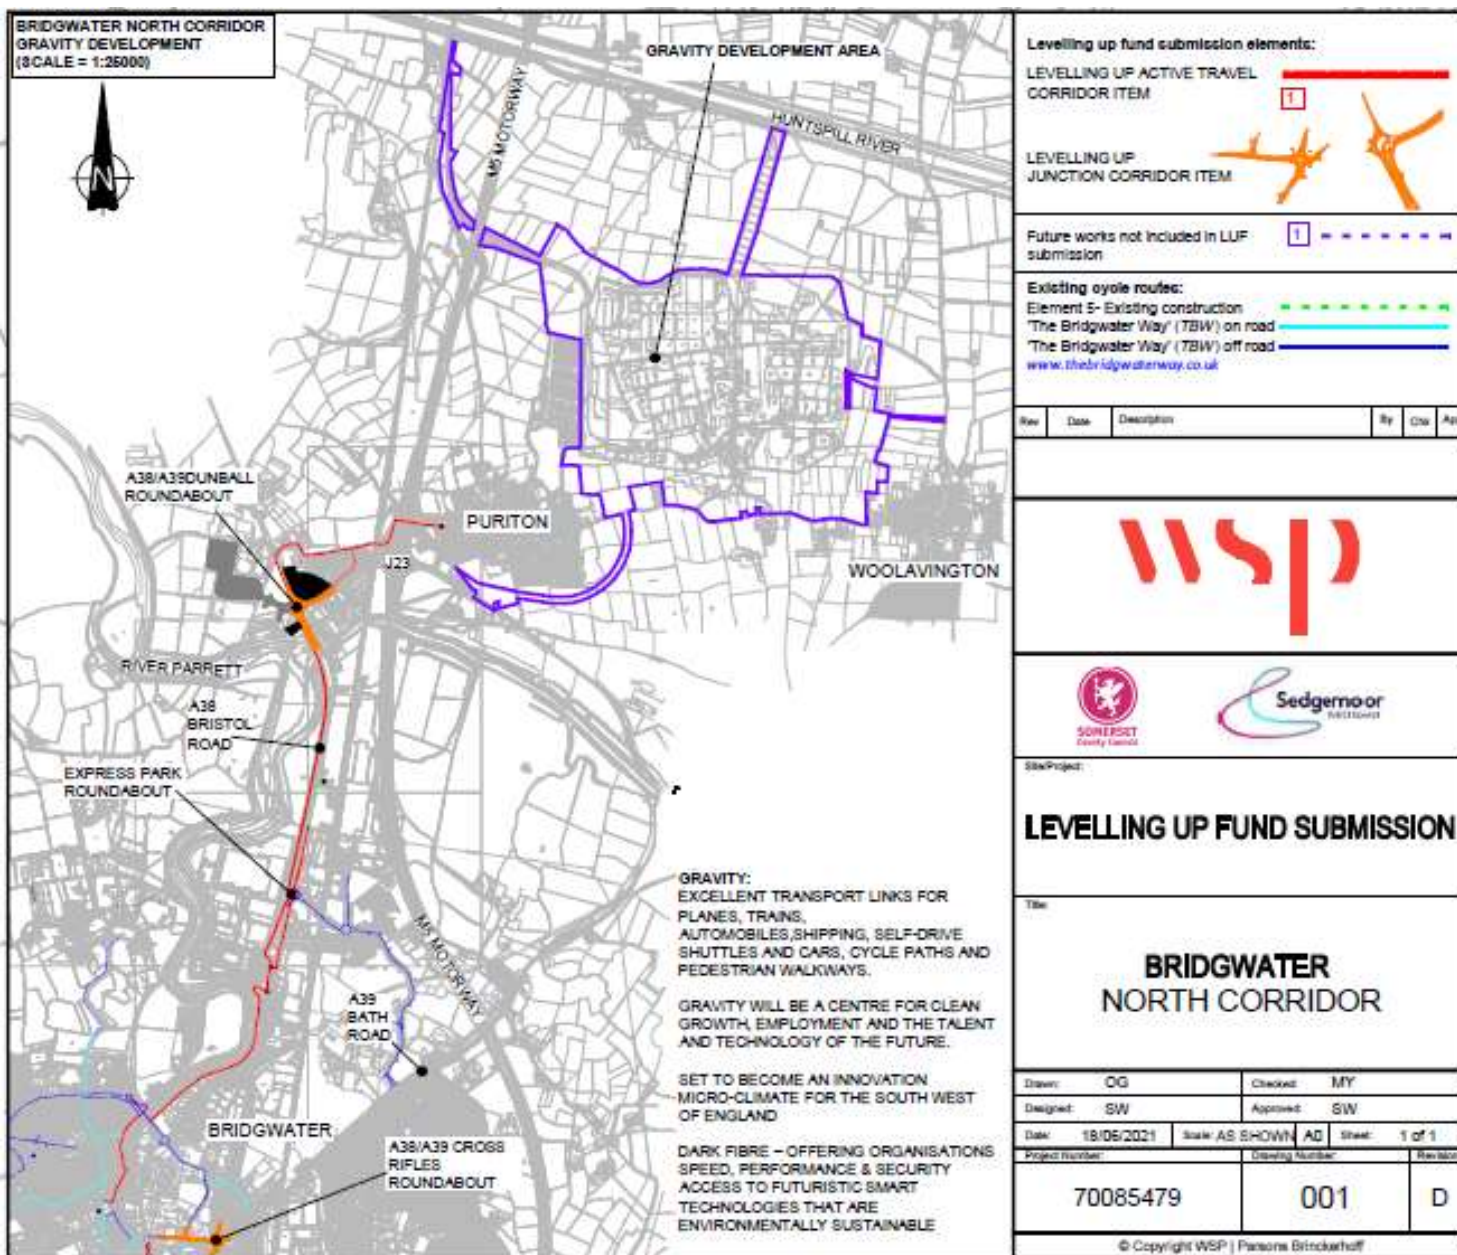 BRIDGWATER NORTH CORRIDOR
GRAVITY DEVELOPMENT
(SCALE = 1:25000)
N
GRAVITY DEVELOPMENT AREA
M5 MOTORWAY
HUNTSPILL RIVER
A38/A39DUNBALL
ROUNDABOUT
PURITON
J23
WOOLAVINGTON
RIVER PARRETT
A38
BRISTOL
ROAD
EXPRESS PARK
ROUNDABOUT
M5 MOTORWAY
A39
BATH
ROAD
BRIDGWATER
A38/A39 CROSS
RIFLES
ROUNDABOUT
GRAVITY:
EXCELLENT TRANSPORT LINKS FOR
PLANES, TRAINS,
AUTOMOBILES,SHIPPING, SELF-DRIVE
SHUTTLES AND CARS, CYCLE PATHS AND
PEDESTRIAN WALKWAYS.
GRAVITY WILL BE A CENTRE FOR CLEAN
GROWTH, EMPLOYMENT AND THE TALENT
AND TECHNOLOGY OF THE FUTURE.
SET TO BECOME AN INNOVATION
MICRO-CLIMATE FOR THE SOUTH WEST
OF ENGLAND
DARK FIBRE – OFFERING ORGANISATIONS
SPEED, PERFORMANCE & SECURITY
ACCESS TO FUTURISTIC SMART
TECHNOLOGIES THAT ARE
ENVIRONMENTALLY SUSTAINABLE
Levelling up fund submission elements:
LEVELLING UP ACTIVE TRAVEL
CORRIDOR ITEM
1
LEVELLING UP
JUNCTION CORRIDOR ITEM
Future works not included in LUF
submission
1
Existing cycle routes:
Element 5- Existing construction
'The Bridgwater Way' (TBW) on road
'The Bridgwater Way' (TBW) off road
www.thebridgwaterway.co.uk
Rev Date Description By Chk App
wsp
SOMERSET
County Council
Sedgemoor
Site/Project:
LEVELLING UP FUND SUBMISSION
Title:
BRIDGWATER
NORTH CORRIDOR
Drawn: OG Checked: MY
Designed: SW Approved: SW
Date: 18/06/2021 Scale: AS SHOWN A0 Sheet: 1 of 1
Project Number: Drawing Number: Revision
70085479 001 D
© Copyright WSP | Parsons Brinckerhoff